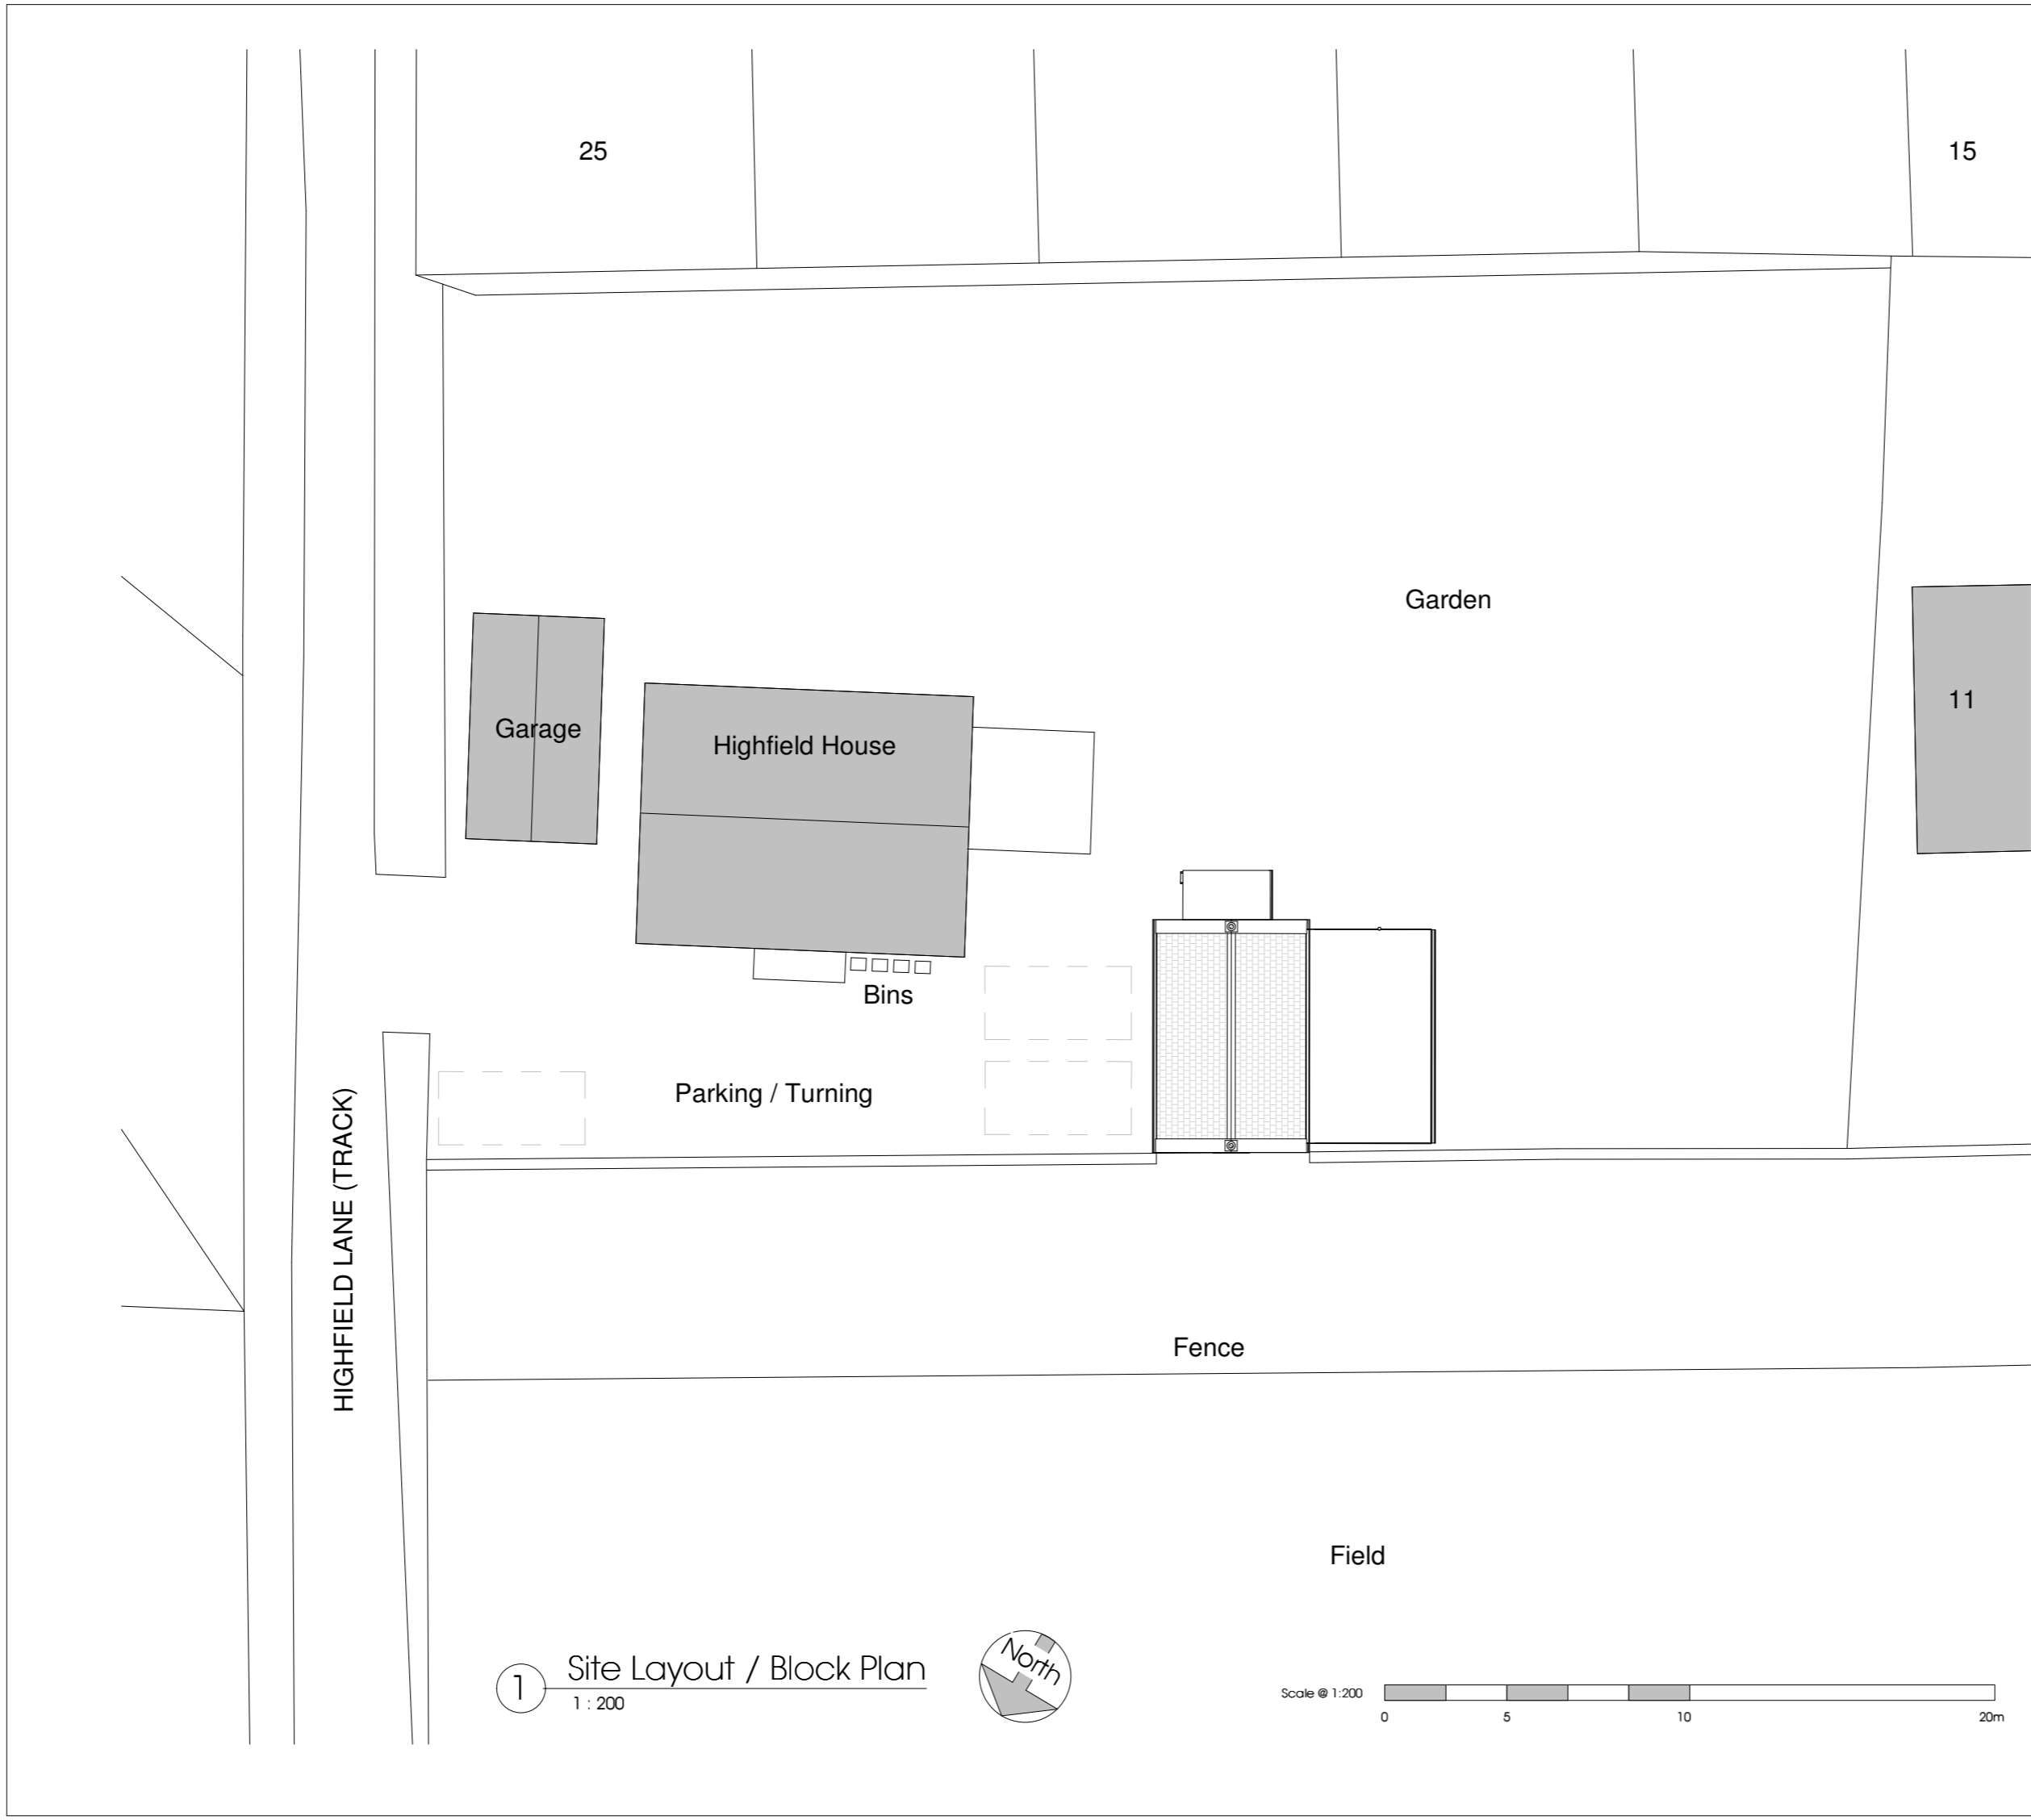 25
15
Garden
11
Garage
Highfield House
Bins
Parking / Turning
HIGHFIELD LANE (TRACK)
Fence
Field
1
Site Layout / Block Plan
1 : 200
North
Scale @ 1:200
0
5
10
20m